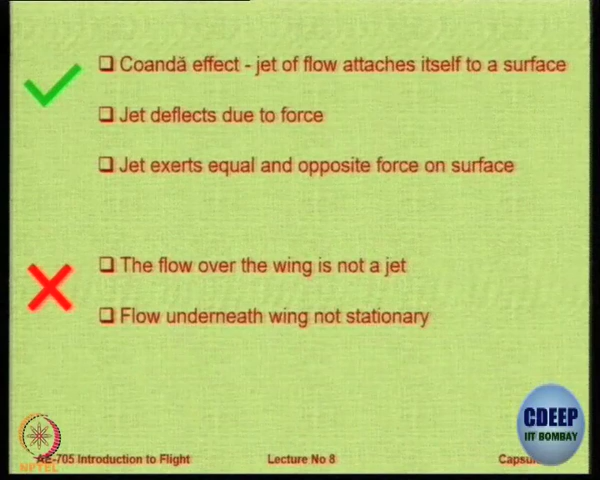 Coandă effect - jet of flow attaches itself to a surface
Jet deflects due to force
Jet exerts equal and opposite force on surface
The flow over the wing is not a jet
Flow underneath wing not stationary
CDEEP
IIT BOMBAY
NPTEL
AE-705 Introduction to Flight
Lecture No 8